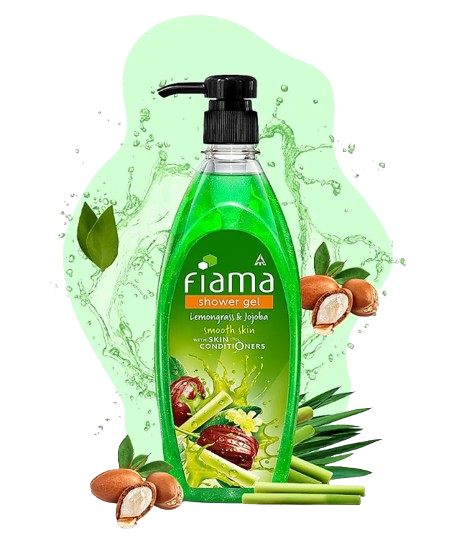 fiama
shower gel
Lemongrass & Jojoba
smooth skin
WITH SKIN
CONDITIONERS